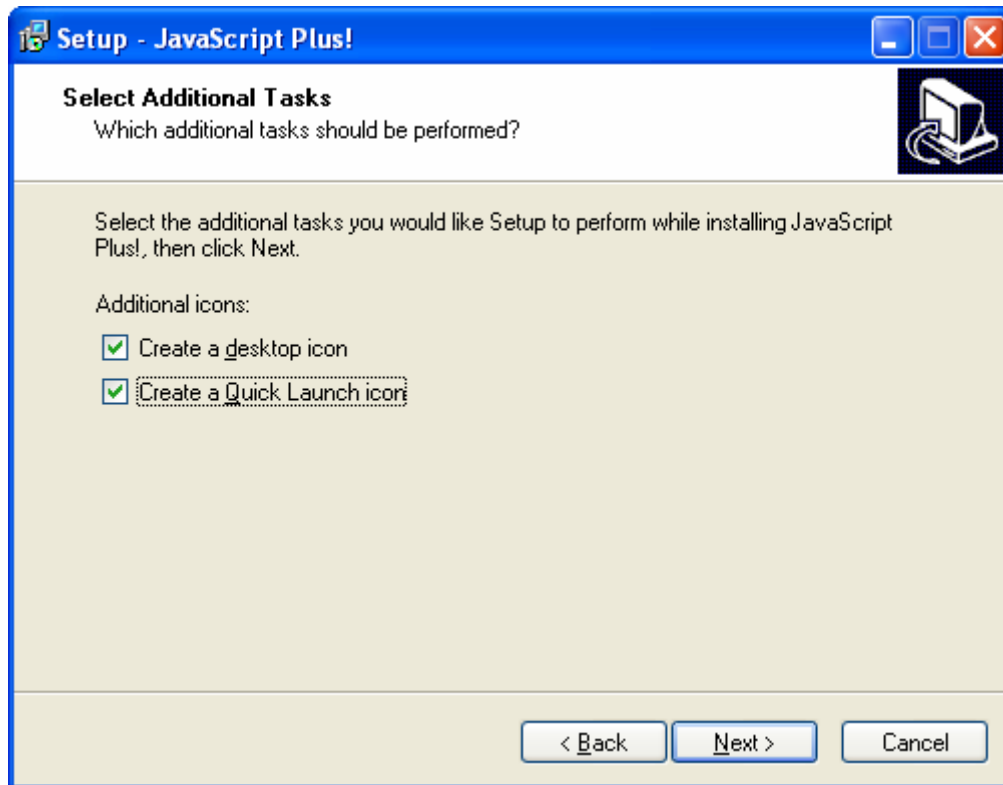 Setup - JavaScript Plus!
Select Additional Tasks
Which additional tasks should be performed?
Select the additional tasks you would like Setup to perform while installing JavaScript
Plus!, then click Next.
Additional icons:
Create a desktop icon
Create a Quick Launch icon
< Back
Next >
Cancel